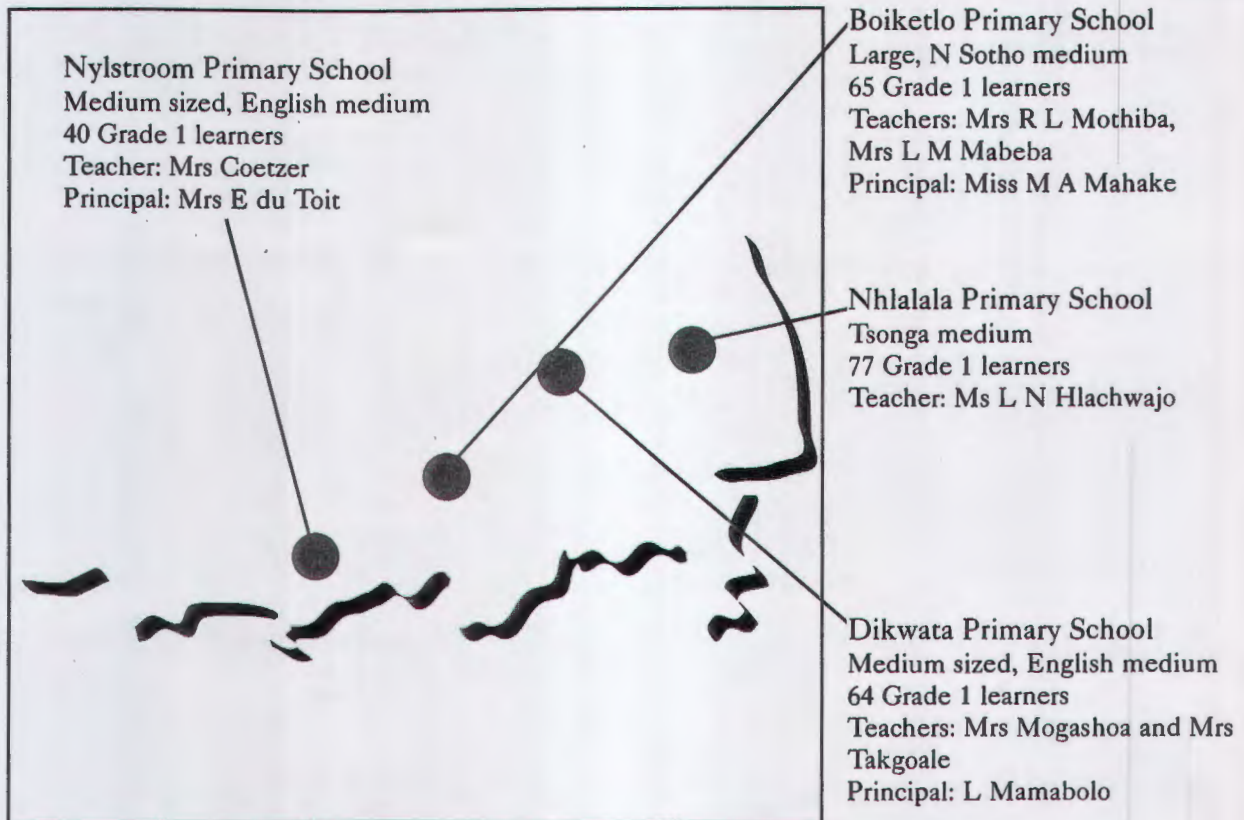 Nylstroom Primary School
Medium sized, English medium
40 Grade 1 learners
Teacher: Mrs Coetzer
Principal: Mrs E du Toit
Boiketlo Primary School
Large, N Sotho medium
65 Grade 1 learners
Teachers: Mrs R L Mothiba,
Mrs L M Mabeba
Principal: Miss M A Mahake
Nhlalala Primary School
Tsonga medium
77 Grade 1 learners
Teacher: Ms L N Hlachwajo
Dikwata Primary School
Medium sized, English medium
64 Grade 1 learners
Teachers: Mrs Mogashoa and Mrs
Takgoale
Principal: L Mamabolo